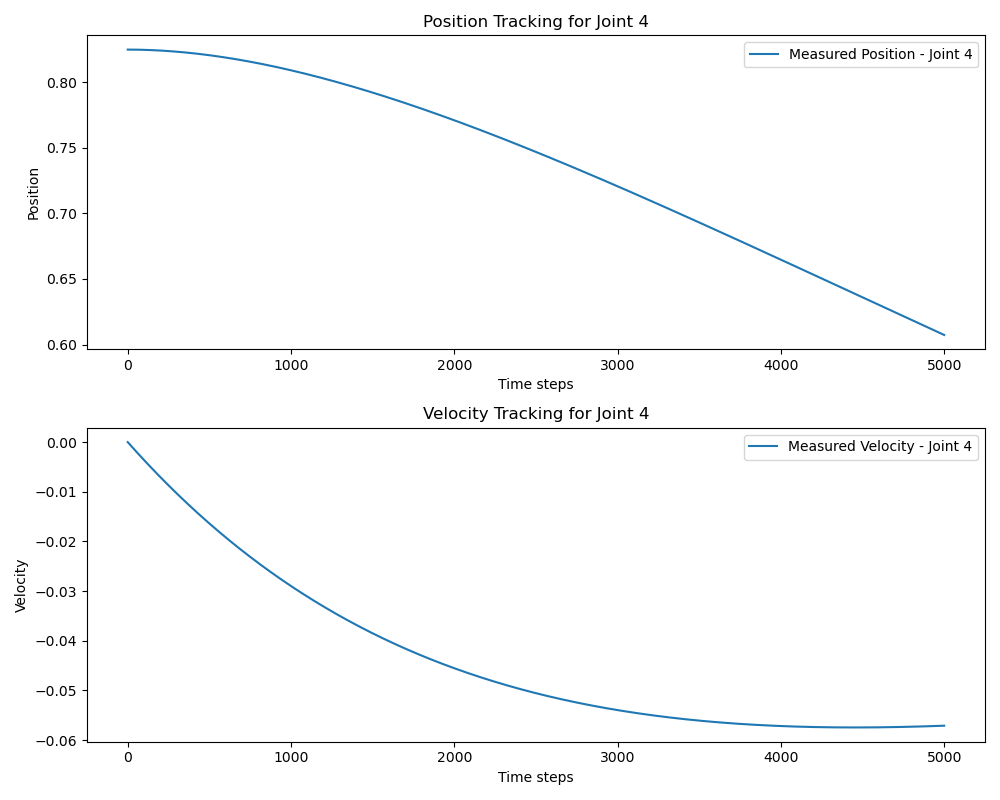 Position Tracking for Joint 4
Measured Position - Joint 4
Position
0.80
0.75
0.70
0.65
0.60
0 1000 2000 3000 4000 5000
Time steps
Velocity Tracking for Joint 4
Measured Velocity - Joint 4
Velocity
0.00
−0.01
−0.02
−0.03
−0.04
−0.05
−0.06
0 1000 2000 3000 4000 5000
Time steps